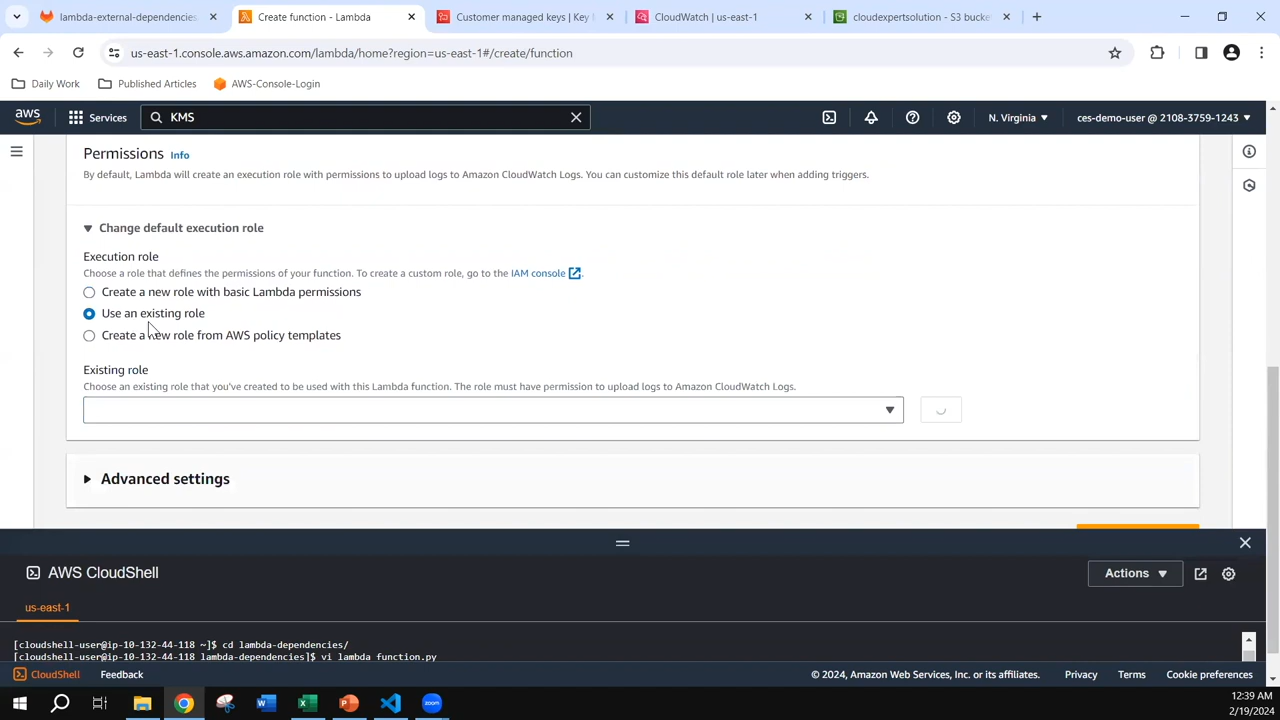 lambda-external-dependencies
Create function - Lambda
Customer managed keys | Key
CloudWatch | us-east-1
cloudexpertsolution - S3 bucke
us-east-1.console.aws.amazon.com/lambda/home?region=us-east-1#/create/function
Daily Work
Published Articles
AWS-Console-Login
aws
Services
KMS
N. Virginia
ces-demo-user @ 2108-3759-1243
Permissions Info
By default, Lambda will create an execution role with permissions to upload logs to Amazon CloudWatch Logs. You can customize this default role later when adding triggers.
Change default execution role
Execution role
Choose a role that defines the permissions of your function. To create a custom role, go to the IAM console.
Create a new role with basic Lambda permissions
Use an existing role
Create a new role from AWS policy templates
Existing role
Choose an existing role that you've created to be used with this Lambda function. The role must have permission to upload logs to Amazon CloudWatch Logs.
Advanced settings
AWS CloudShell
Actions
us-east-1
[cloudshell-user@ip-10-132-44-118 ~]$ cd lambda-dependencies/
[cloudshell-user@ip-10-132-44-118 lambda-dependencies]$ vi lambda_function.py
CloudShell
Feedback
© 2024, Amazon Web Services, Inc. or its affiliates.
Privacy
Terms
Cookie preferences
zoom
12:39 AM
2/19/2024